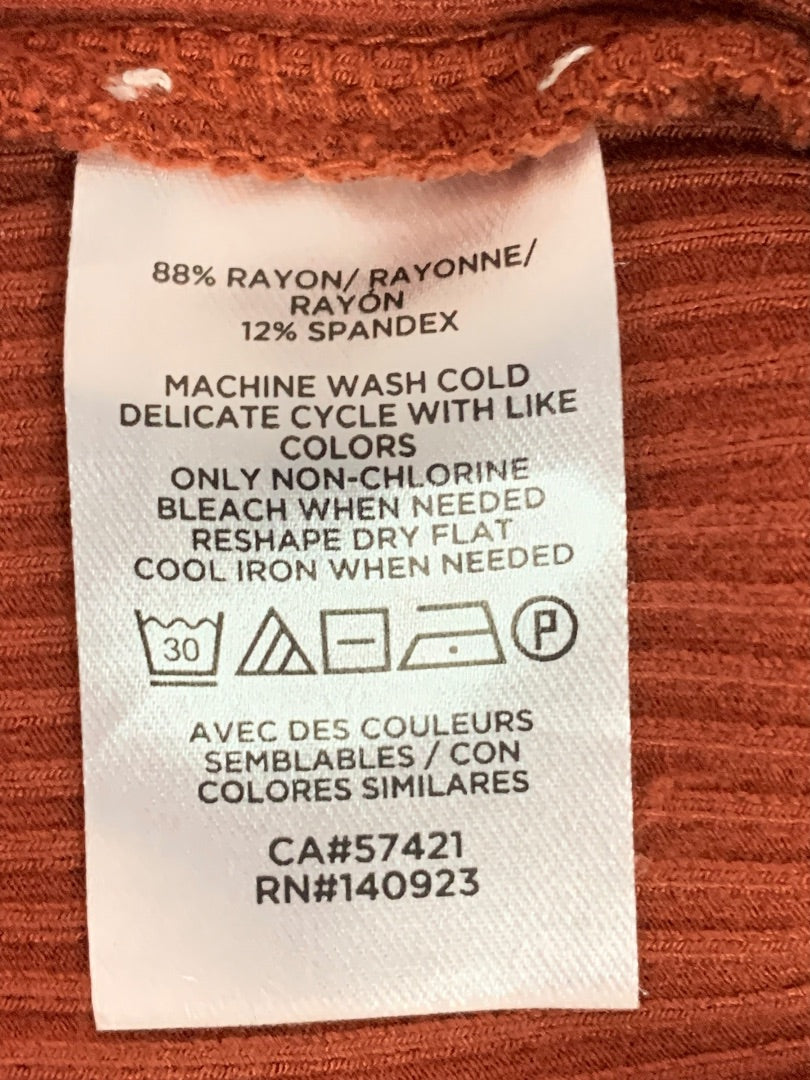 88% RAYON/ RAYONNE/
RAYÓN
12% SPANDEX
MACHINE WASH COLD
DELICATE CYCLE WITH LIKE
COLORS
ONLY NON-CHLORINE
BLEACH WHEN NEEDED
RESHAPE DRY FLAT
COOL IRON WHEN NEEDED
30 P
AVEC DES COULEURS
SEMBLABLES / CON
COLORES SIMILARES
CA#57421
RN#140923